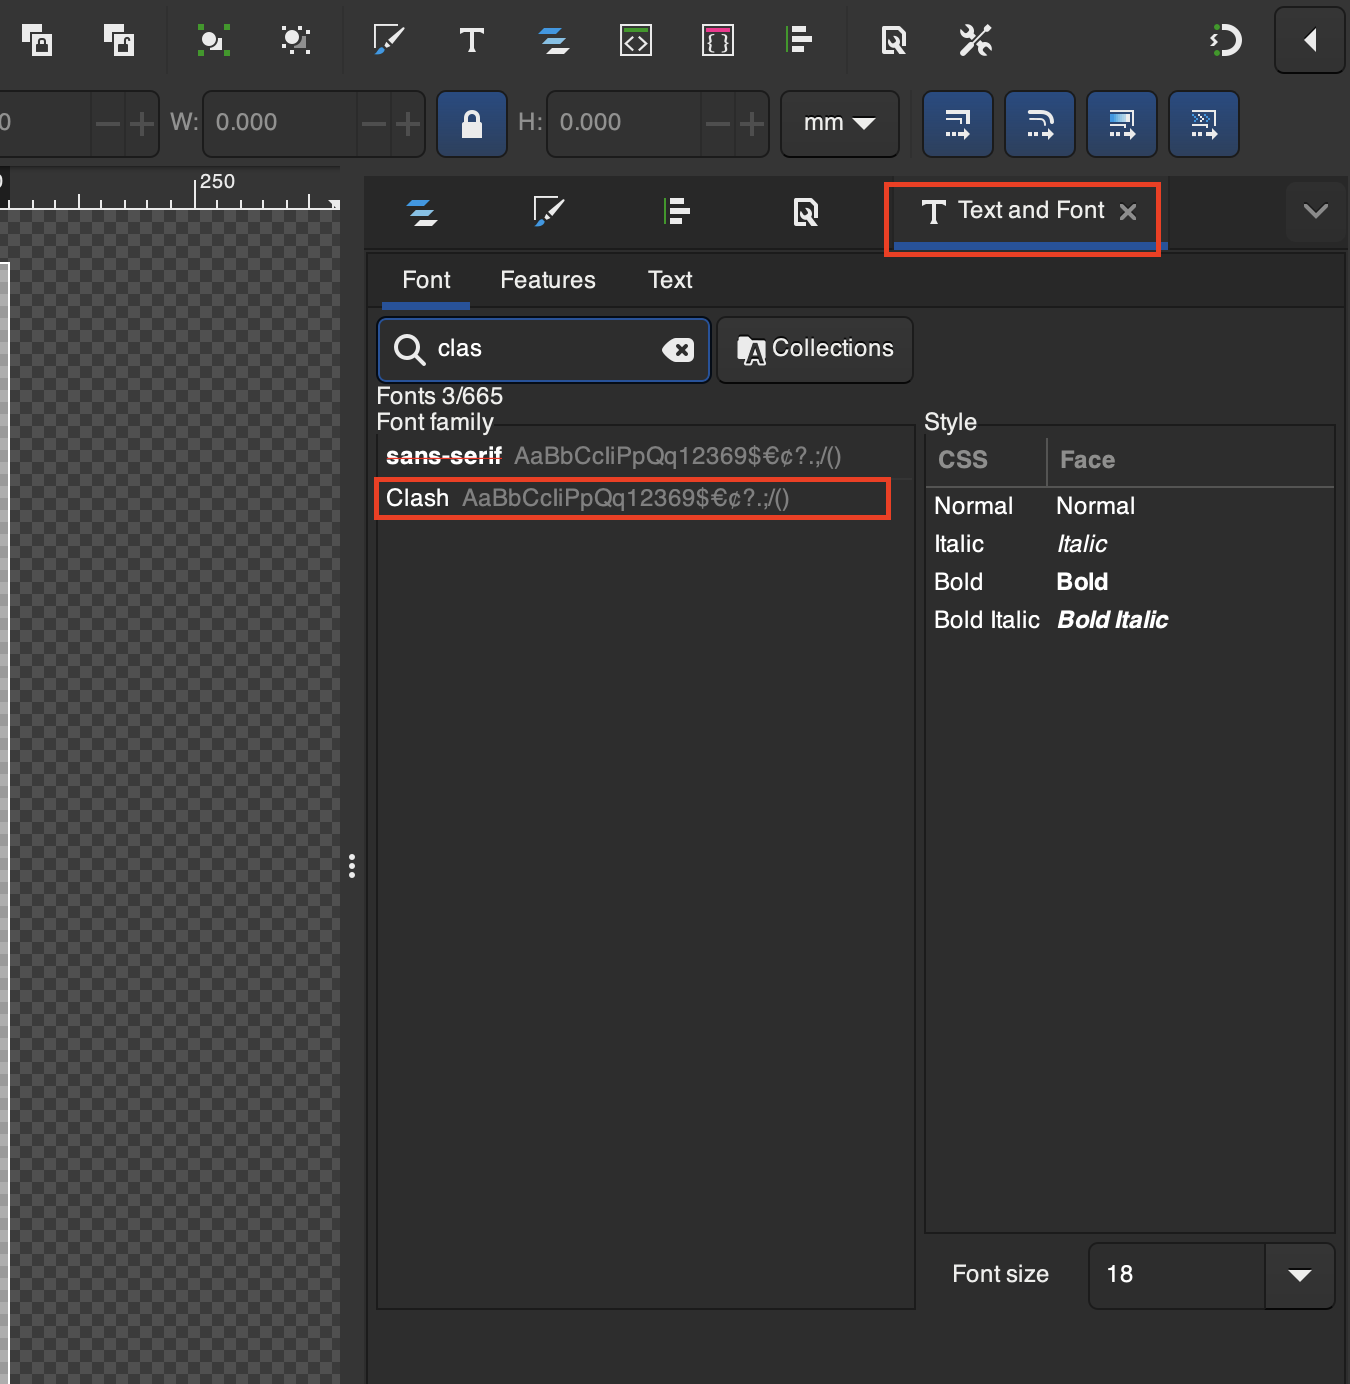 0 W: 0.000 H: 0.000 mm
250
Text and Font
Font Features Text
clas Collections
Fonts 3/665
Font family
sans-serif AaBbCcIiPpQq12369$€¢?.;/()
Clash AaBbCcIiPpQq12369$€¢?.;/()
Style
CSS Face
Normal Normal
Italic Italic
Bold Bold
Bold Italic Bold Italic
Font size 18